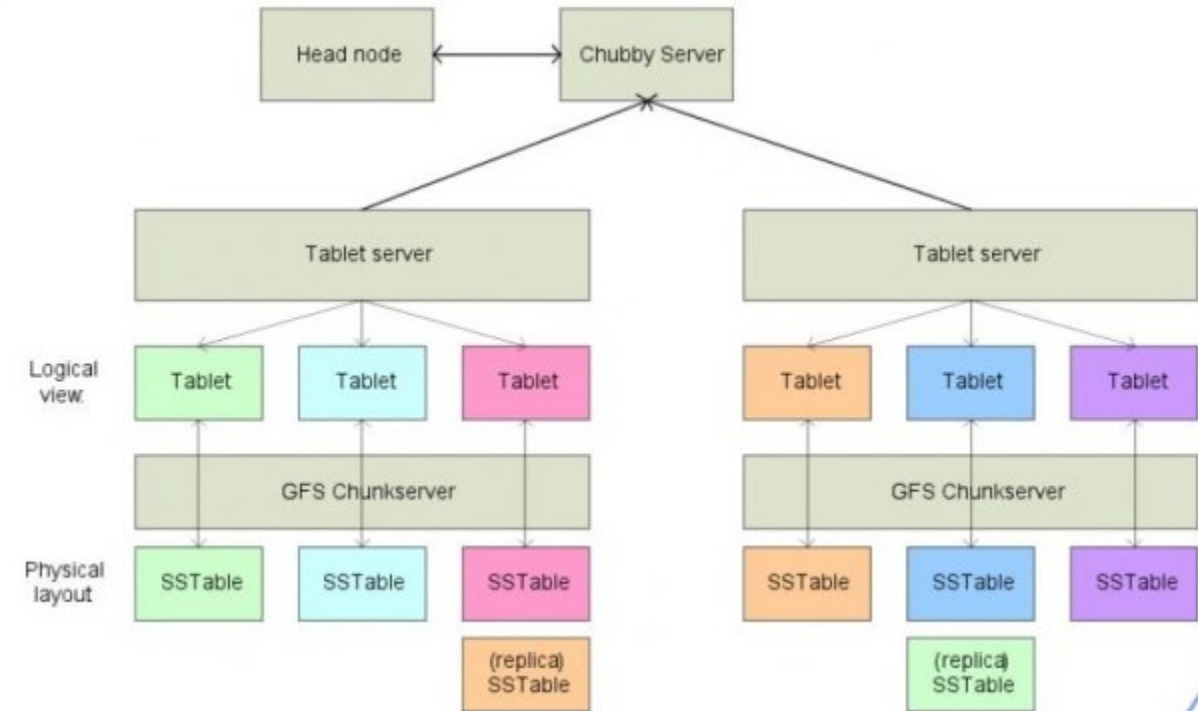 Head node
Chubby Server
Tablet server
Tablet server
Logical
view:
Tablet
Tablet
Tablet
Tablet
Tablet
Tablet
GFS Chunkserver
GFS Chunkserver
Physical
layout
SSTable
SSTable
SSTable
SSTable
SSTable
SSTable
(replica)
SSTable
(replica)
SSTable